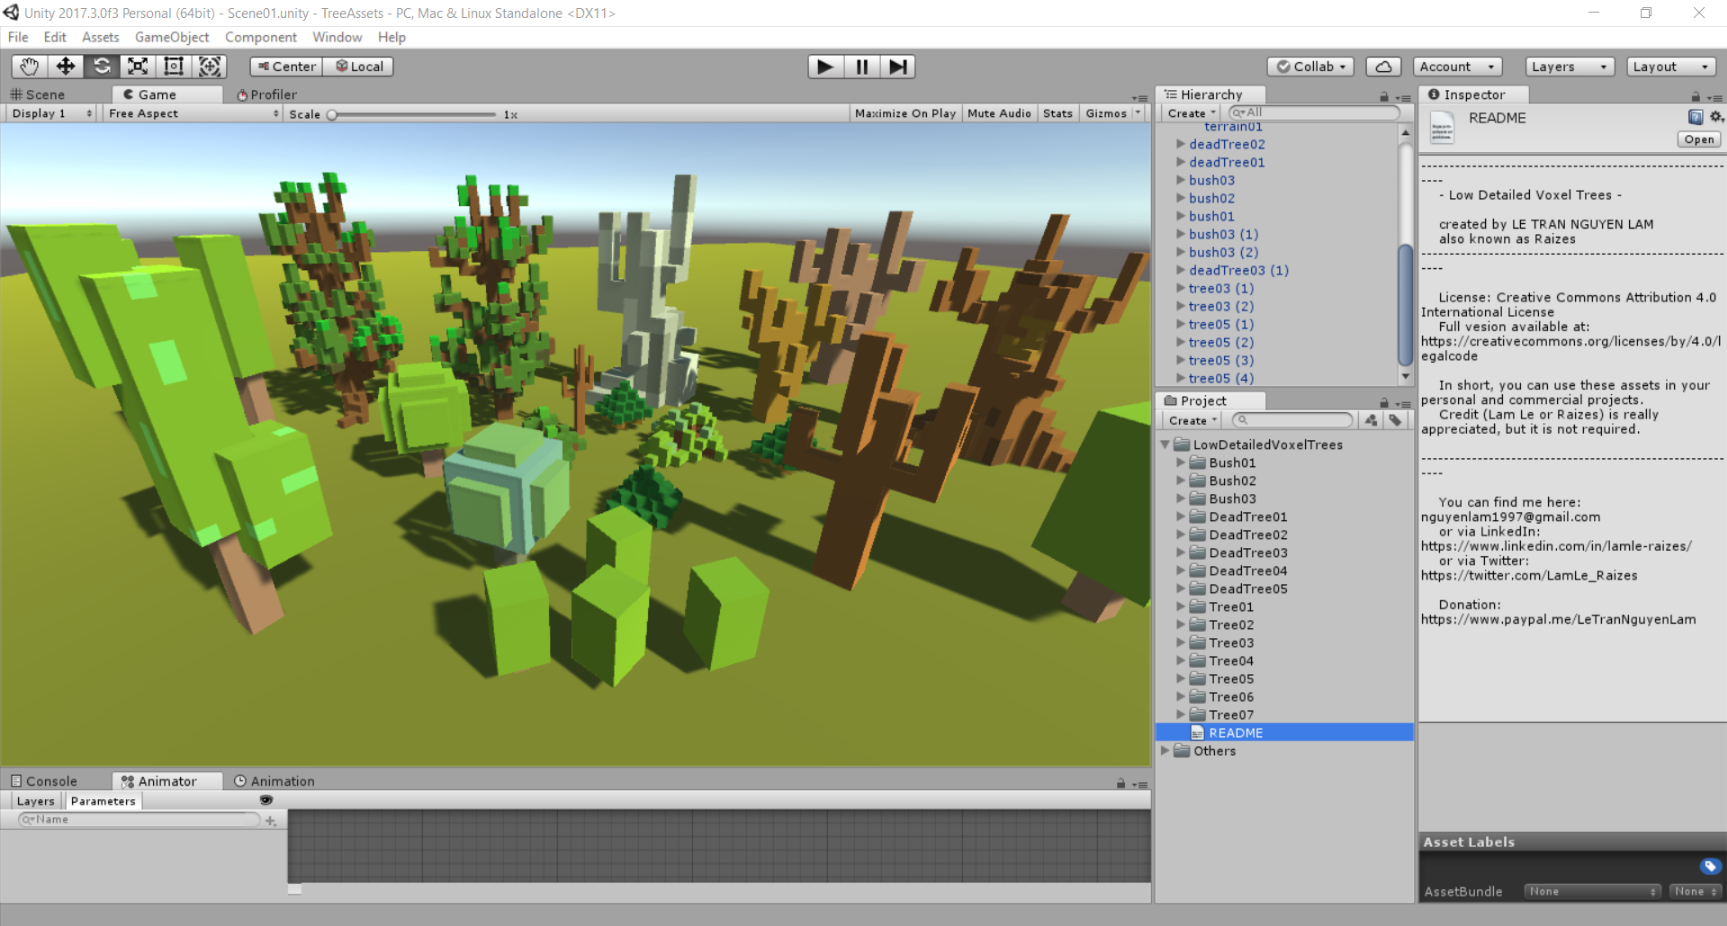 Unity 2017.3.0f3 Personal (64bit) - Scene01.unity - TreeAssets - PC, Mac & Linux Standalone <DX11>
File Edit Assets GameObject Component Window Help
Center Local
Collab Account Layers Layout
Scene Game Profiler
Display 1 Free Aspect Scale 1x Maximize On Play Mute Audio Stats Gizmos
Hierarchy
Create All
terrain01
deadTree02
deadTree01
bush03
bush02
bush01
bush03 (1)
bush03 (2)
deadTree03 (1)
tree03 (1)
tree03 (2)
tree05 (1)
tree05 (2)
tree05 (3)
tree05 (4)
Project
Create
LowDetailedVoxelTrees
Bush01
Bush02
Bush03
DeadTree01
DeadTree02
DeadTree03
DeadTree04
DeadTree05
Tree01
Tree02
Tree03
Tree04
Tree05
Tree06
Tree07
README
Others
Inspector
README
Open
--------------------------------------------------------
----
- Low Detailed Voxel Trees -
created by LE TRAN NGUYEN LAM
also known as Raizes
--------------------------------------------------------
----
License: Creative Commons Attribution 4.0
International License
Full vesion available at:
https://creativecommons.org/licenses/by/4.0/l
egalcode
In short, you can use these assets in your
personal and commercial projects.
Credit (Lam Le or Raizes) is really
appreciated, but it is not required.
--------------------------------------------------------
----
You can find me here:
nguyenlam1997@gmail.com
or via LinkedIn:
https://www.linkedin.com/in/lamle-raizes/
or via Twitter:
https://twitter.com/LamLe_Raizes
Donation:
https://www.paypal.me/LeTranNguyenLam
Asset Labels
AssetBundle None None
Console Animator Animation
Layers Parameters
Name